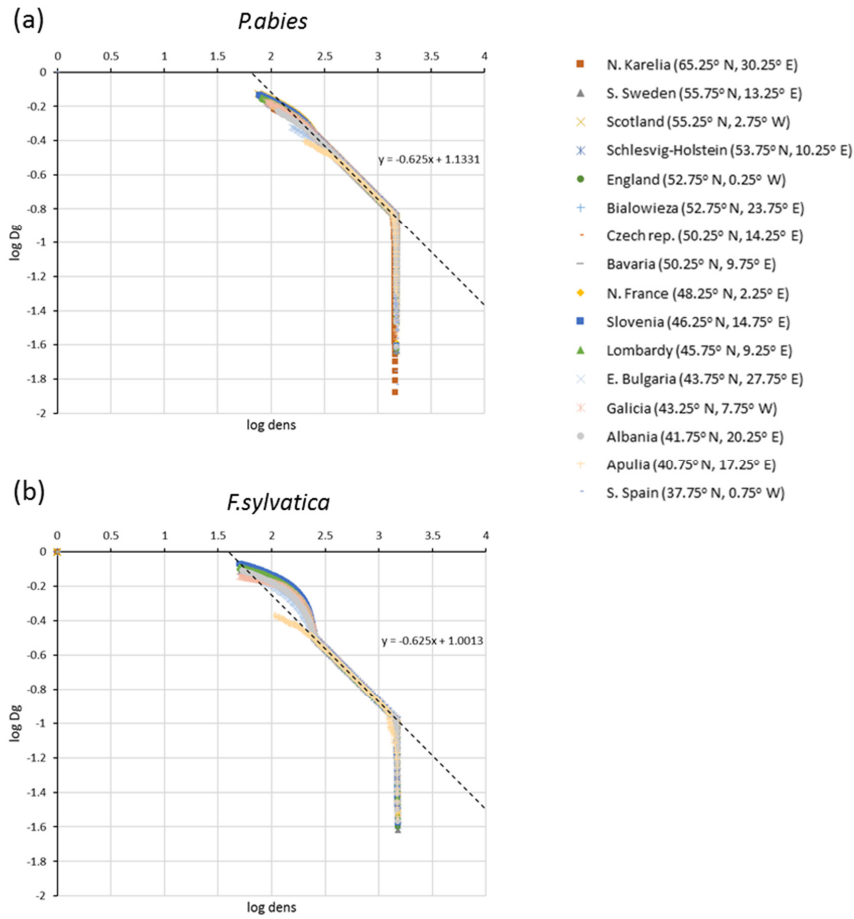 (a)
P.abies
0 0.5 1 1.5 2 2.5 3 3.5 4
0
-0.2
-0.4
-0.6
-0.8
-1
-1.2
-1.4
-1.6
-1.8
-2
log Dg
y = -0.625x + 1.1331
log dens
N. Karelia (65.25° N, 30.25° E)
S. Sweden (55.75° N, 13.25° E)
Scotland (55.25° N, 2.75° W)
Schlesvig-Holstein (53.75° N, 10.25° E)
England (52.75° N, 0.25° W)
Bialowieza (52.75° N, 23.75° E)
Czech rep. (50.25° N, 14.25° E)
Bavaria (50.25° N, 9.75° E)
N. France (48.25° N, 2.25° E)
Slovenia (46.25° N, 14.75° E)
Lombardy (45.75° N, 9.25° E)
E. Bulgaria (43.75° N, 27.75° E)
Galicia (43.25° N, 7.75° W)
Albania (41.75° N, 20.25° E)
Apulia (40.75° N, 17.25° E)
S. Spain (37.75° N, 0.75° W)
(b)
F.sylvatica
0 0.5 1 1.5 2 2.5 3 3.5 4
0
-0.2
-0.4
-0.6
-0.8
-1
-1.2
-1.4
-1.6
-1.8
-2
log Dg
y = -0.625x + 1.0013
log dens